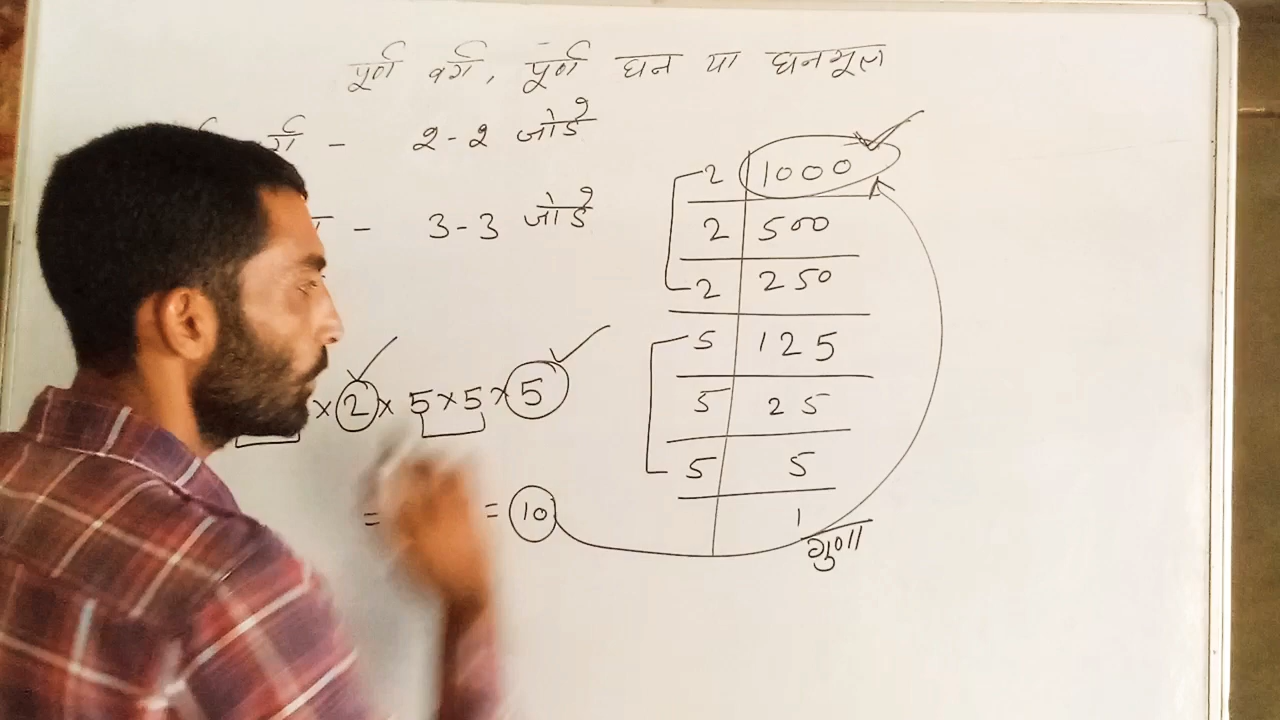 पूर्ण वर्ग, पूर्ण घन या घनमूल
र्ग - 2-2 जोडे
- 3-3 जोडे
× 2 × 5 × 5 × 5
= = 10
2 1000
2 500
2 250
5 125
5 25
5 5
1
गुणा